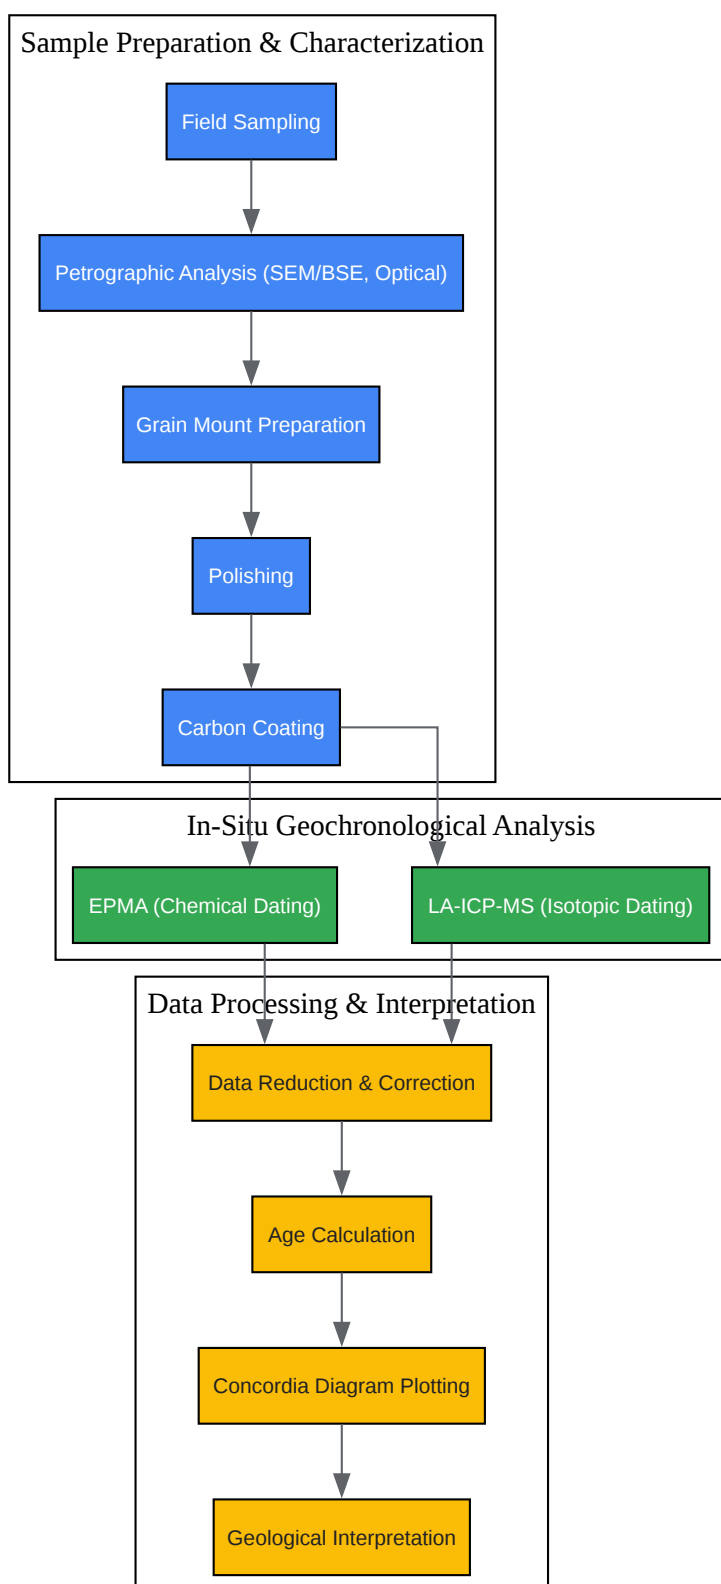 Sample Preparation & Characterization
Field Sampling
Petrographic Analysis (SEM/BSE, Optical)
Grain Mount Preparation
Polishing
Carbon Coating
In-Situ Geochronological Analysis
EPMA (Chemical Dating)
LA-ICP-MS (Isotopic Dating)
Data Processing & Interpretation
Data Reduction & Correction
Age Calculation
Concordia Diagram Plotting
Geological Interpretation